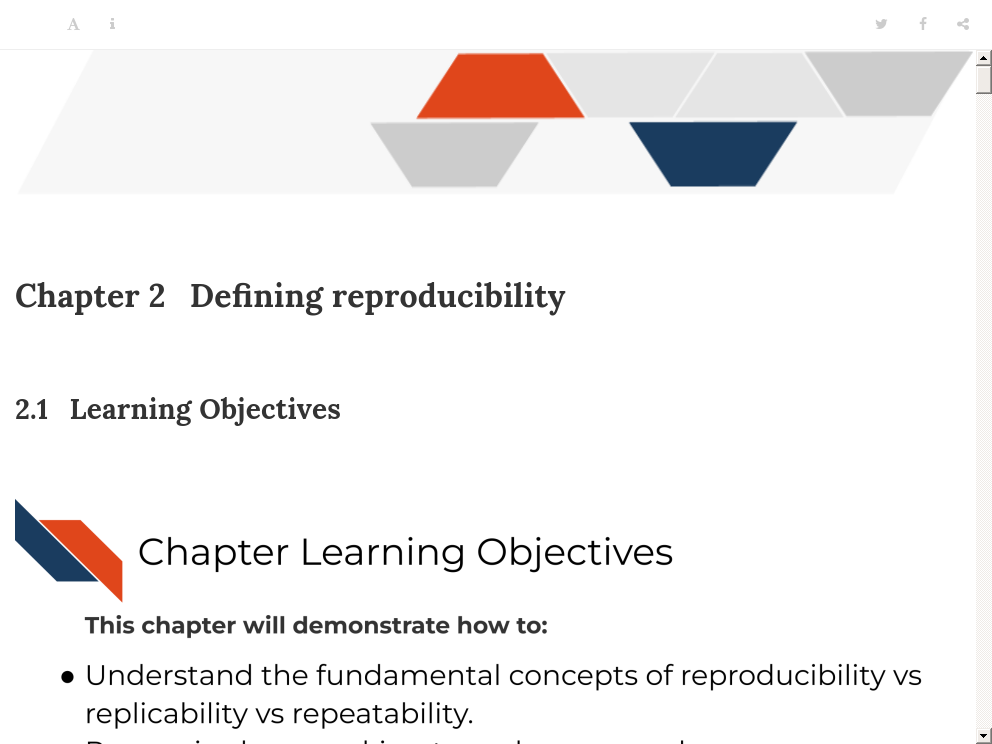 A i
Chapter 2 Defining reproducibility
2.1 Learning Objectives
Chapter Learning Objectives
This chapter will demonstrate how to:
● Understand the fundamental concepts of reproducibility vs
replicability vs repeatability.